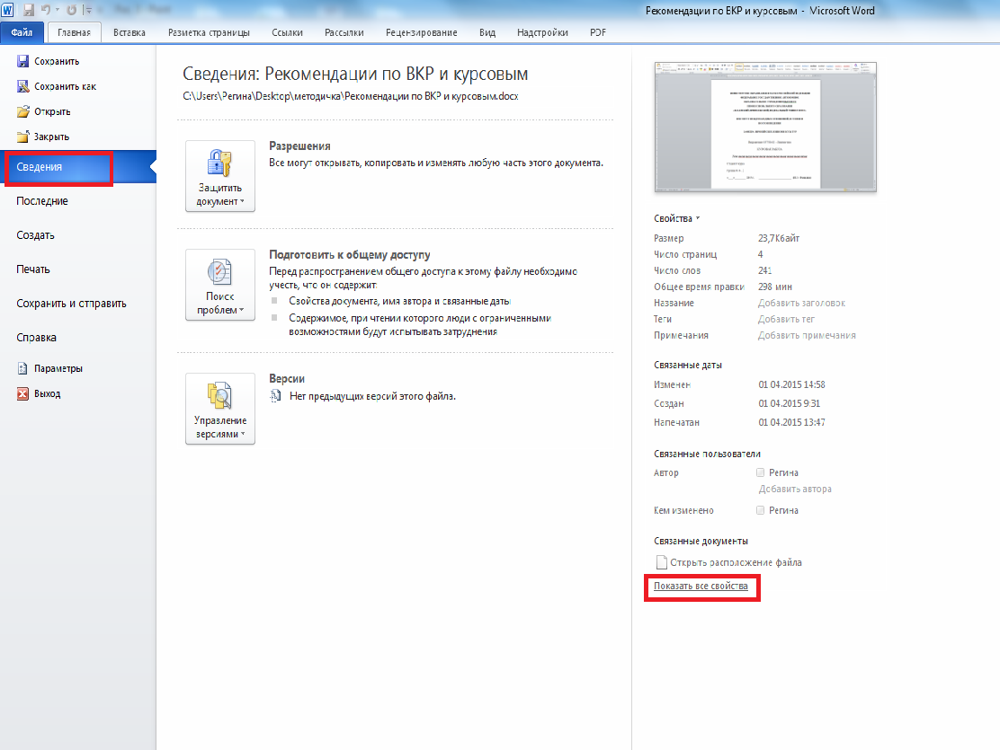 Рекомендации по ВКР и курсовым - Microsoft Word
Файл Главная Вставка Разметка страницы Ссылки Рассылки Рецензирование Вид Надстройки PDF
Сохранить
Сохранить как
Открыть
Закрыть
Сведения
Последние
Создать
Печать
Сохранить и отправить
Справка
Параметры
Выход
Сведения: Рекомендации по ВКР и курсовым
C:\Users\Регина\Desktop\методичка\Рекомендации по ВКР и курсовым.docx
Защитить
документ
Разрешения
Все могут открывать, копировать и изменять любую часть этого документа.
Поиск
проблем
Подготовить к общему доступу
Перед распространением общего доступа к этому файлу необходимо
учесть, что он содержит:
Свойства документа, имя автора и связанные даты
Содержимое, при чтении которого люди с ограниченными
возможностями будут испытывать затруднения
Управление
версиями
Версии
Нет предыдущих версий этого файла.
Свойства
Размер 23,7Кбайт
Число страниц 4
Число слов 241
Общее время правки 298 мин
Название Добавить заголовок
Теги Добавить тег
Примечания Добавить примечания
Связанные даты
Изменен 01.04.2015 14:58
Создан 01.04.2015 9:31
Напечатан 01.04.2015 13:47
Связанные пользователи
Автор Регина
Добавить автора
Кем изменено Регина
Связанные документы
Открыть расположение файла
Показать все свойства